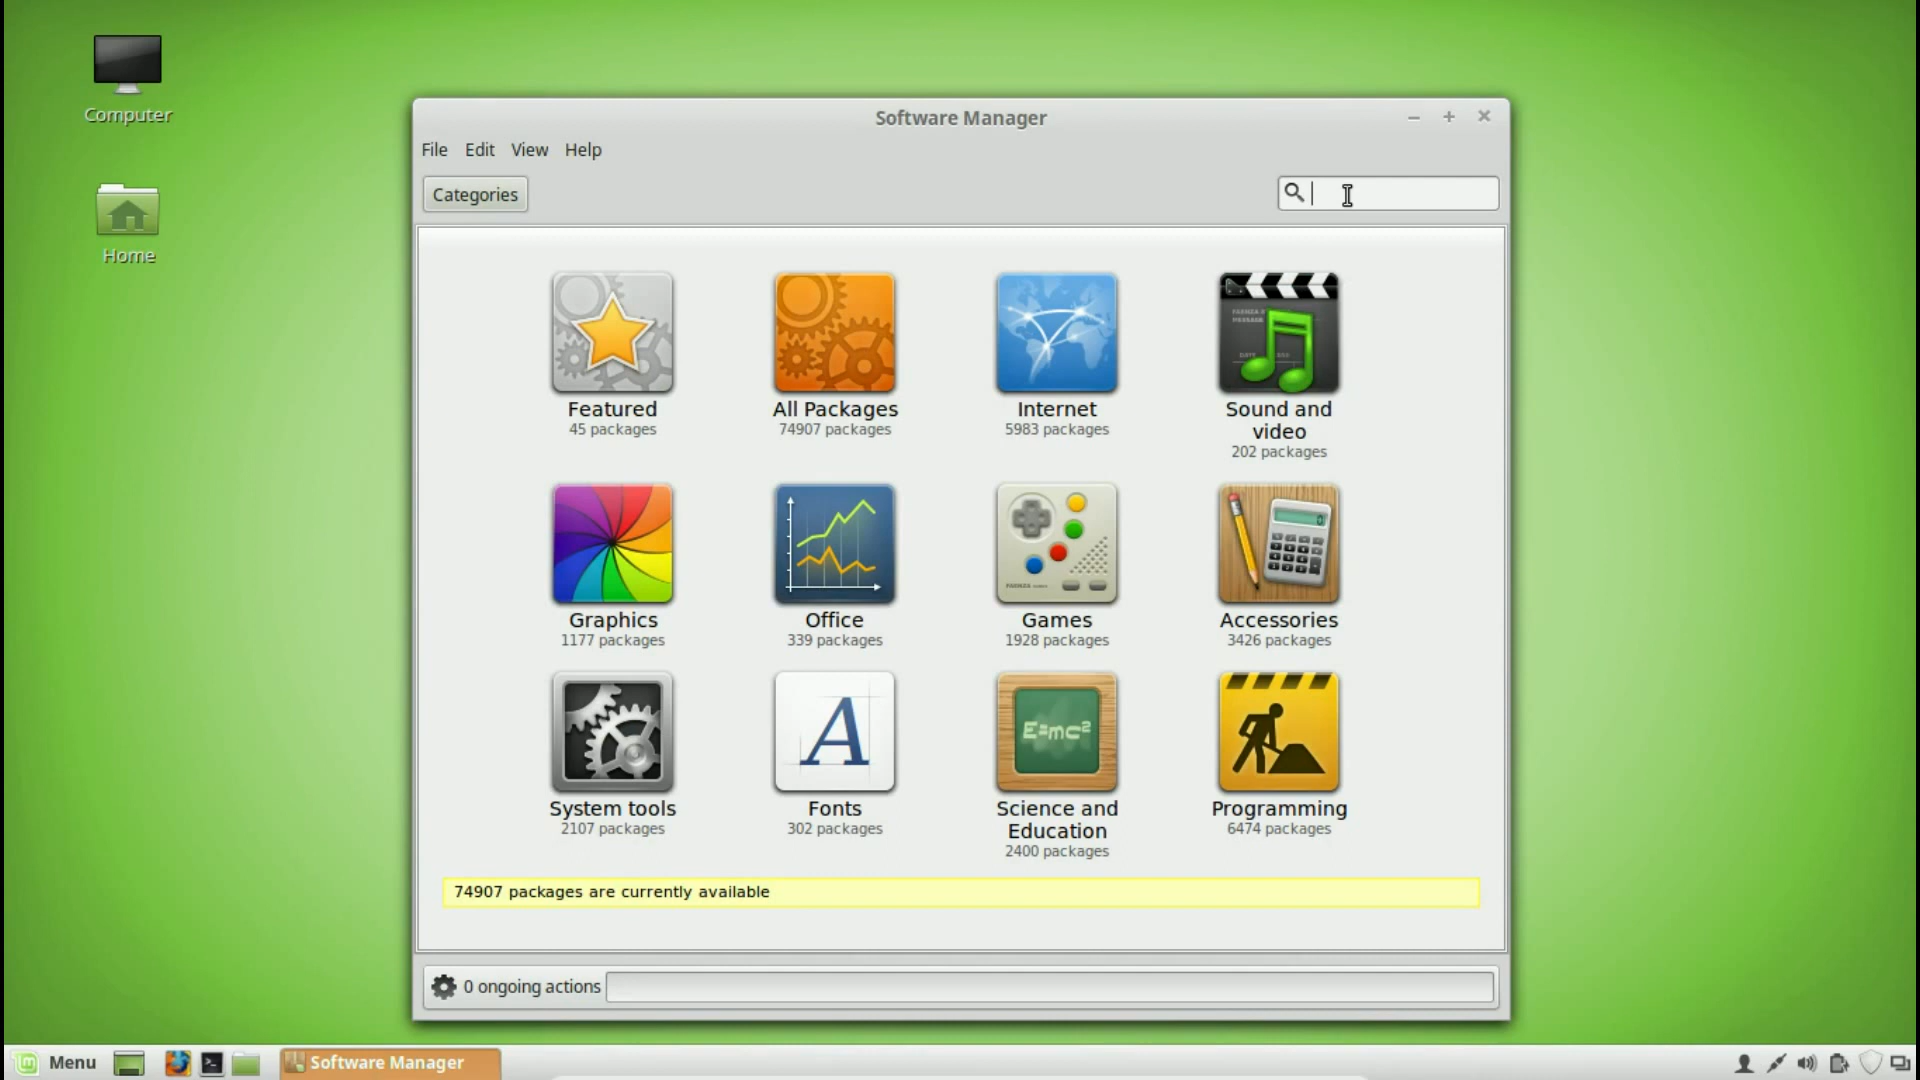 Computer
Home
Software Manager
File Edit View Help
Categories
Featured
45 packages
All Packages
74907 packages
Internet
5983 packages
Sound and
video
202 packages
Graphics
1177 packages
Office
339 packages
Games
1928 packages
Accessories
3426 packages
System tools
2107 packages
A
Fonts
302 packages
E=mc²
Science and
Education
2400 packages
Programming
6474 packages
74907 packages are currently available
0 ongoing actions
Menu
Software Manager